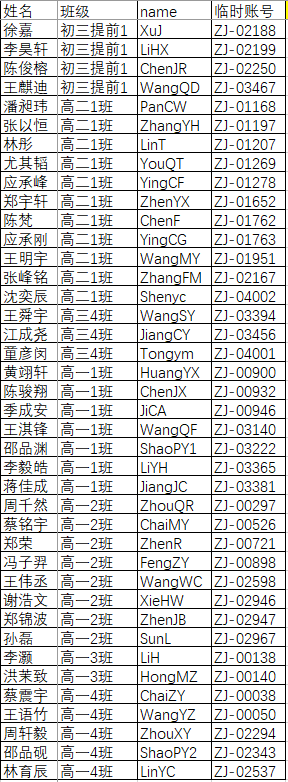 姓名 班级 name 临时账号
徐嘉 初三提前1 XuJ ZJ-02188
李昊轩 初三提前1 LiHX ZJ-02199
陈俊榕 初三提前1 ChenJR ZJ-02250
王麒迪 初三提前1 WangQD ZJ-03467
潘昶玮 高二1班 PanCW ZJ-01168
张以恒 高二1班 ZhangYH ZJ-01197
林彤 高二1班 LinT ZJ-01207
尤其韬 高二1班 YouQT ZJ-01269
应承峰 高二1班 YingCF ZJ-01278
郑宇轩 高二1班 ZhenYX ZJ-01652
陈梵 高二1班 ChenF ZJ-01762
应承刚 高二1班 YingCG ZJ-01763
王明宇 高二1班 WangMY ZJ-01951
张峰铭 高二1班 ZhangFM ZJ-02167
沈奕辰 高二1班 Shenyc ZJ-04002
王舜宇 高三4班 WangSY ZJ-03394
江成尧 高三4班 JiangCY ZJ-03456
童彦闵 高三4班 Tongym ZJ-04001
黄翊轩 高一1班 HuangYX ZJ-00900
陈骏翔 高一1班 ChenJX ZJ-00932
季成安 高一1班 JiCA ZJ-00946
王淇锋 高一1班 WangQF ZJ-03140
邵品渊 高一1班 ShaoPY1 ZJ-03222
李毅皓 高一1班 LiYH ZJ-03365
蒋佳成 高一1班 JiangJC ZJ-03381
周千然 高一2班 ZhouQR ZJ-00297
蔡铭宇 高一2班 ChaiMY ZJ-00526
郑荣 高一2班 ZhenR ZJ-00721
冯子羿 高一2班 FengZY ZJ-00898
王伟丞 高一2班 WangWC ZJ-02598
谢浩文 高一2班 XieHW ZJ-02946
郑锦波 高一2班 ZhenJB ZJ-02947
孙磊 高一2班 SunL ZJ-02967
李灏 高一3班 LiH ZJ-00138
洪茉致 高一3班 HongMZ ZJ-00140
蔡震宇 高一4班 ChaiZY ZJ-00038
王语竹 高一4班 WangYZ ZJ-00050
周轩毅 高一4班 ZhouXY ZJ-02294
邵品砚 高一4班 ShaoPY2 ZJ-02343
林育辰 高一4班 LinYC ZJ-02537